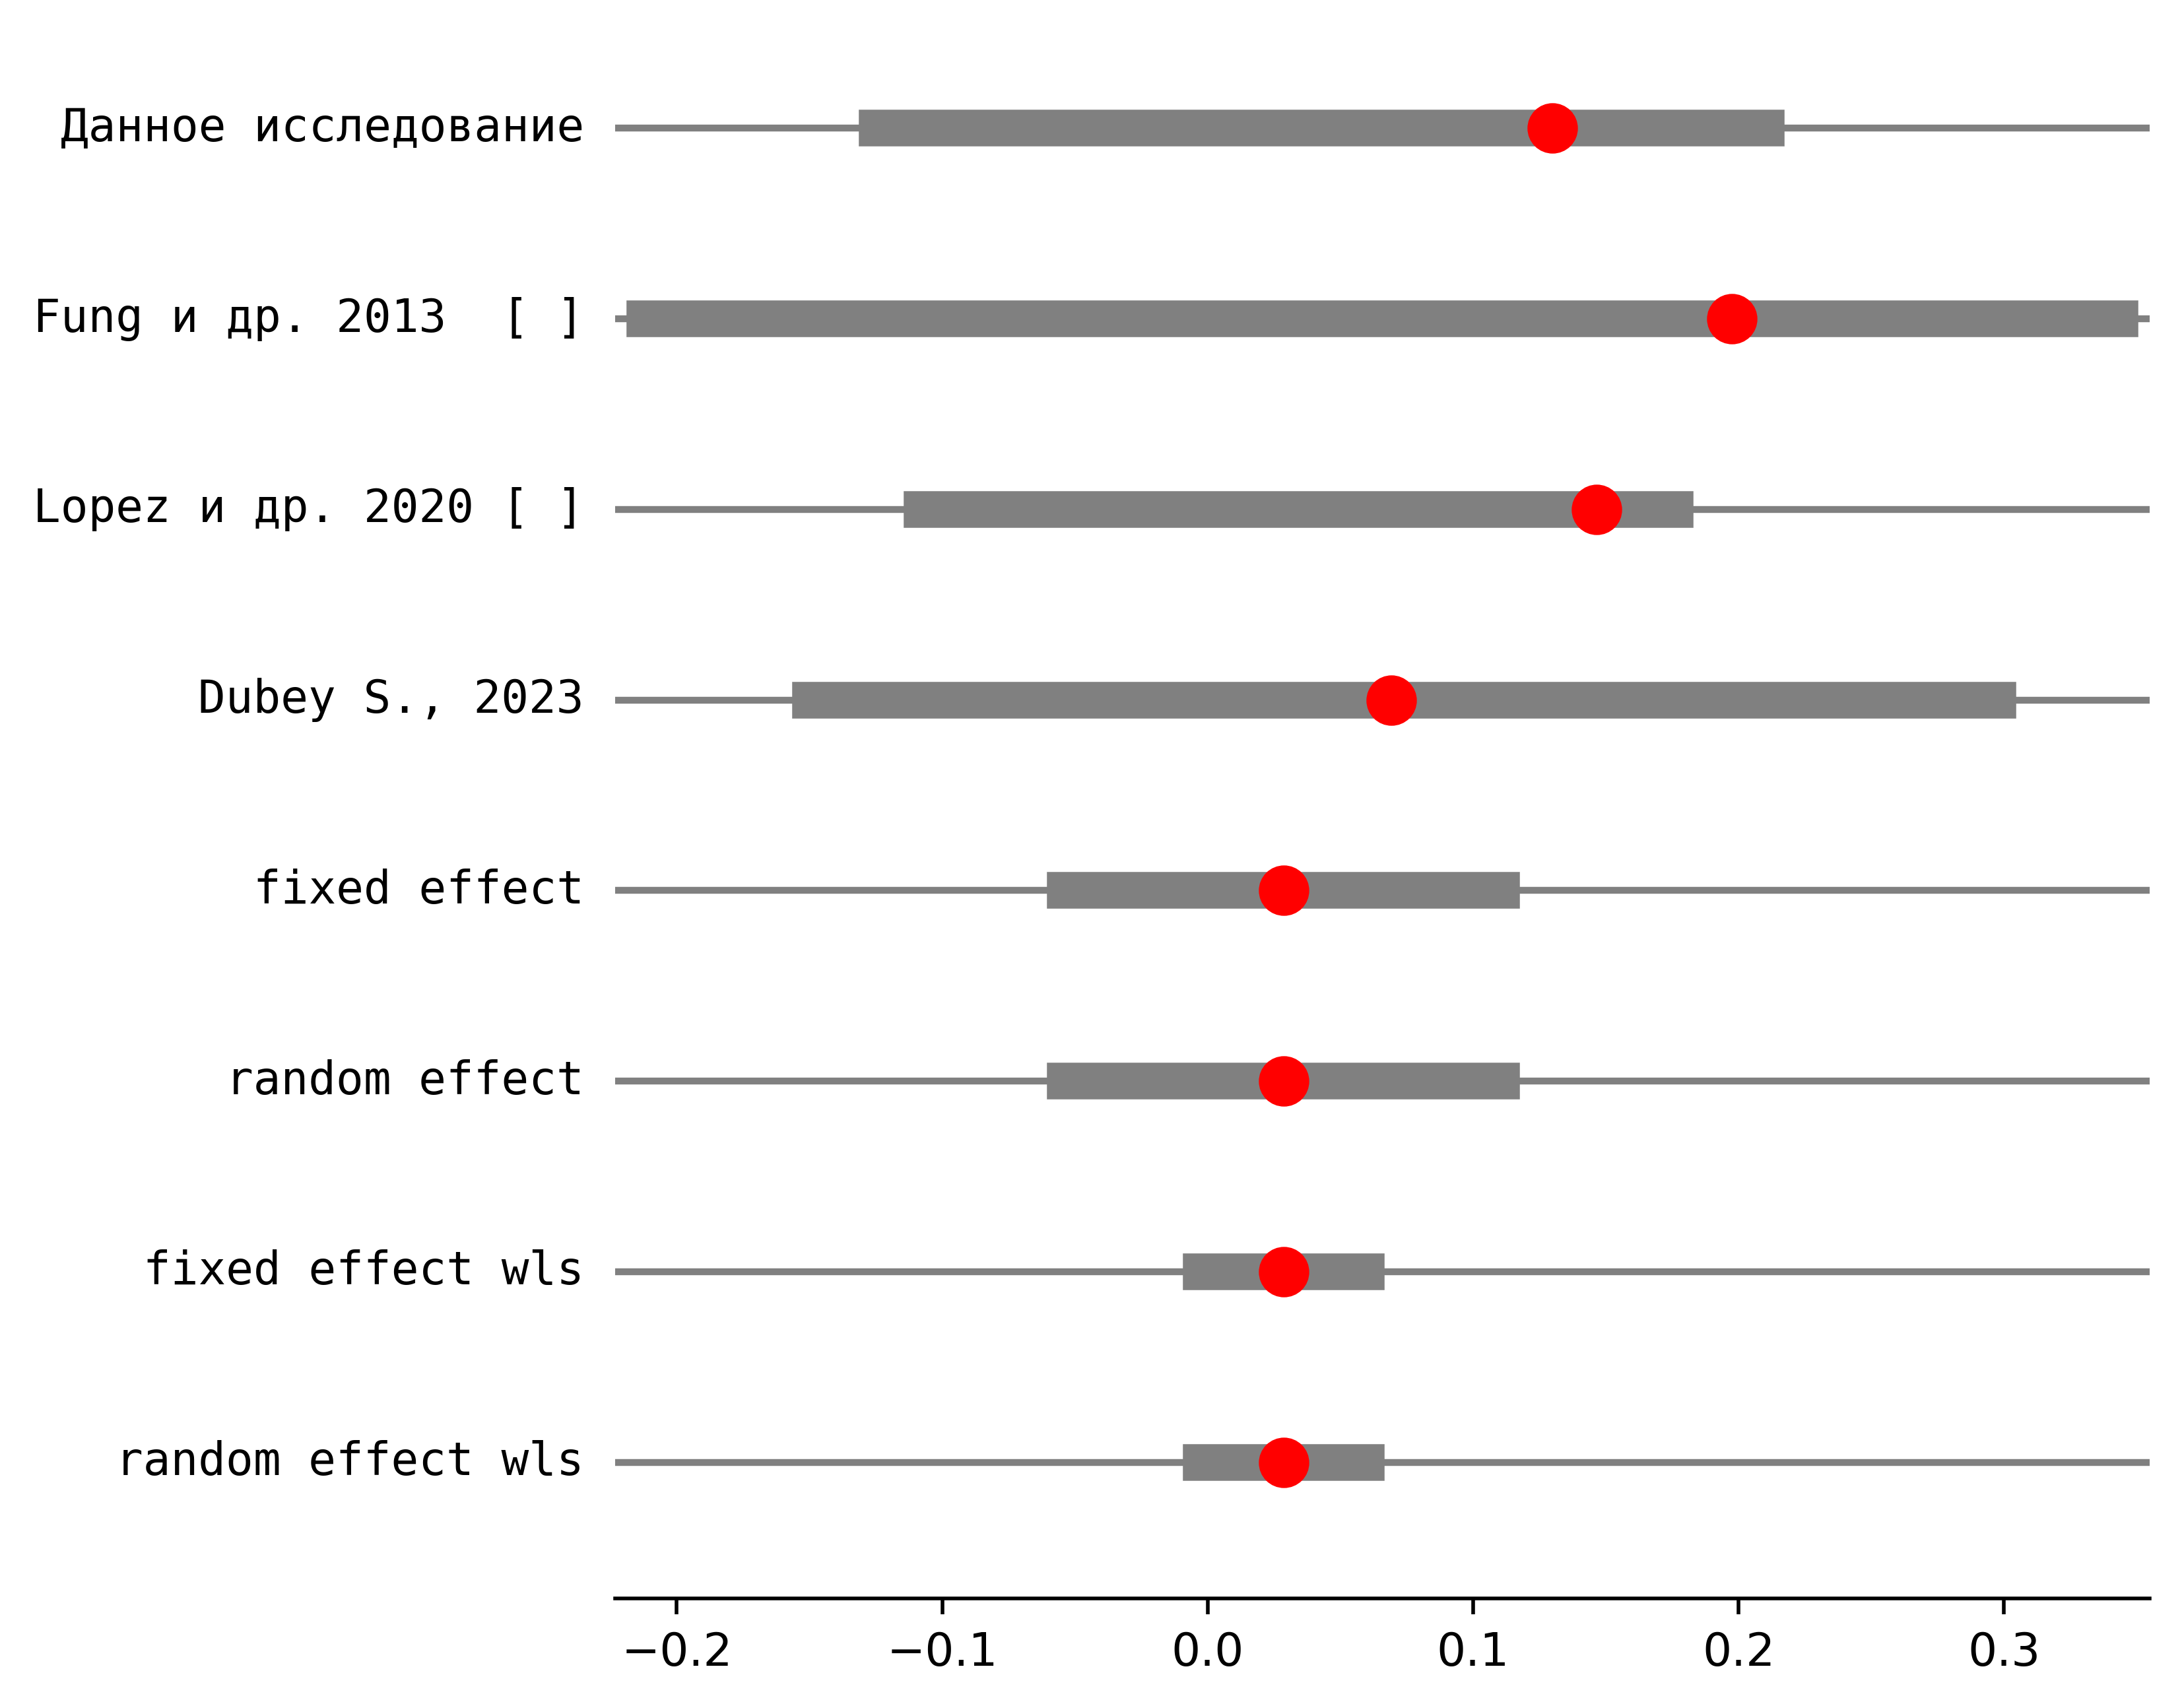 Данное исследование
Fung и др. 2013  [ ]
Lopez и др. 2020 [ ]
Dubey S., 2023
fixed effect
random effect
fixed effect wls
random effect wls
−0.2 −0.1 0.0 0.1 0.2 0.3